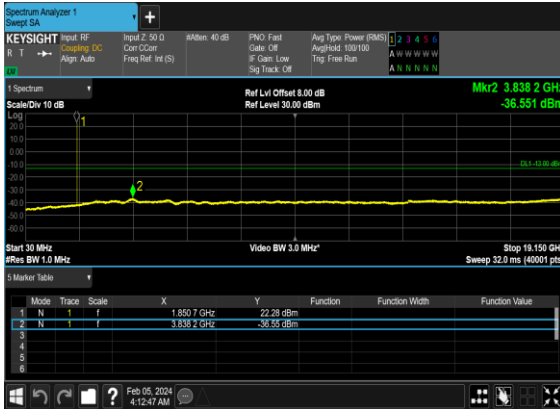 Spectrum Analyzer 1
Swept SA
+
KEYSIGHT Input: RF Input Z: 50 Ω #Atten: 40 dB PNO: Fast Avg Type: Power (RMS) 1 2 3 4 5 6
R T Coupling: DC Corr CCorr Gate: Off Avg|Hold: 100/100 A W W W W W
Align: Auto Freq Ref: Int (S) IF Gain: Low Trig: Free Run
Sig Track: Off A N N N N N
1 Spectrum Ref Lvl Offset 8.00 dB Mkr2 3.838 2 GHz
Scale/Div 10 dB Ref Level 30.00 dBm -36.551 dBm
Log
1
20.0
10.0
0.00
-10.0
DL1 -13.00 dBm
-20.0
-30.0
2
-40.0
-50.0
-60.0
Start 30 MHz Video BW 3.0 MHz* Stop 19.150 GH
#Res BW 1.0 MHz Sweep 32.0 ms (40001 pts
5 Marker Table
Mode Trace Scale X Y Function Function Width Function Value
1 N 1 f 1.850 7 GHz 22.28 dBm
2 N 1 f 3.838 2 GHz -36.55 dBm
3
4
5
6
? Feb 05, 2024
4:12:47 AM